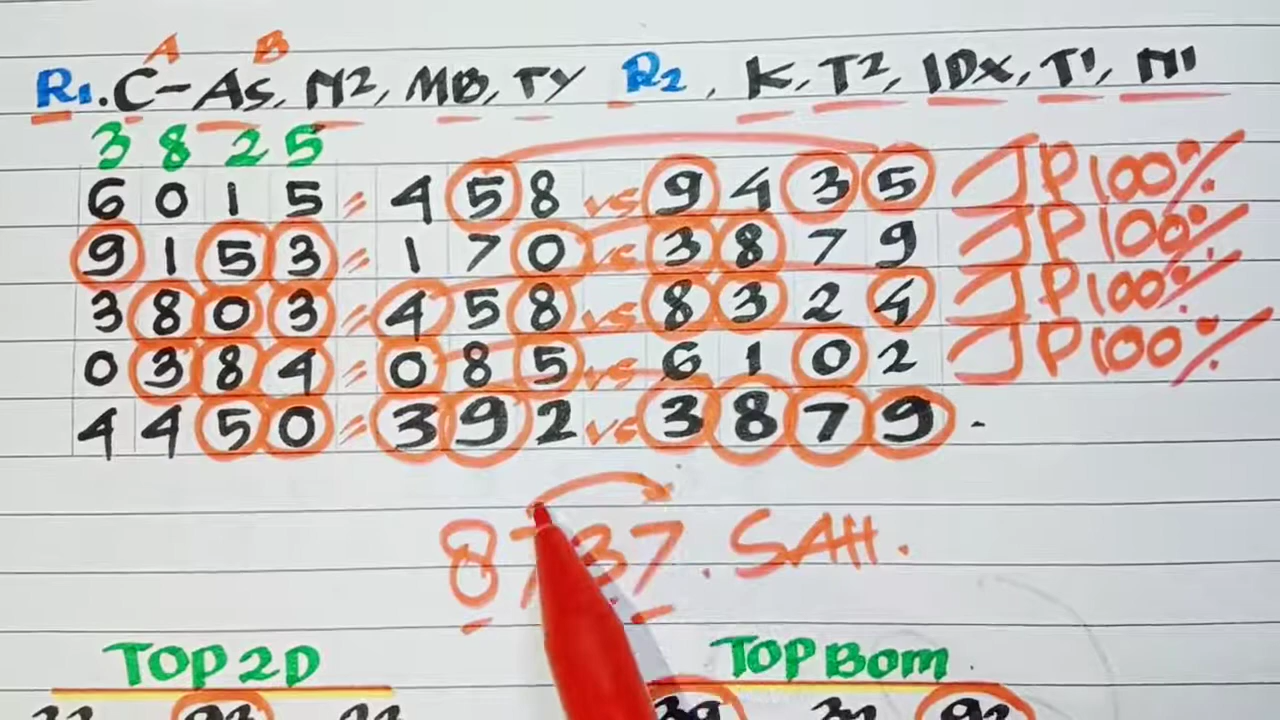 A B
R1. C-As, N2, MB, TY R2, K, T2, IDX, T1, N1
3 8 2 5
6 0 1 5 = 4 5 8 vs 9 4 3 5 JP 100%
9 1 5 3 = 1 7 0 vs 3 8 7 9 JP 100%
3 8 0 3 = 4 5 8 vs 8 3 2 4 JP 100%
0 3 8 4 = 0 8 5 vs 6 1 0 2 JP 100%
4 4 5 0 = 3 9 2 vs 3 8 7 9 .
8737. SAH.
TOP 2D TOP BOM